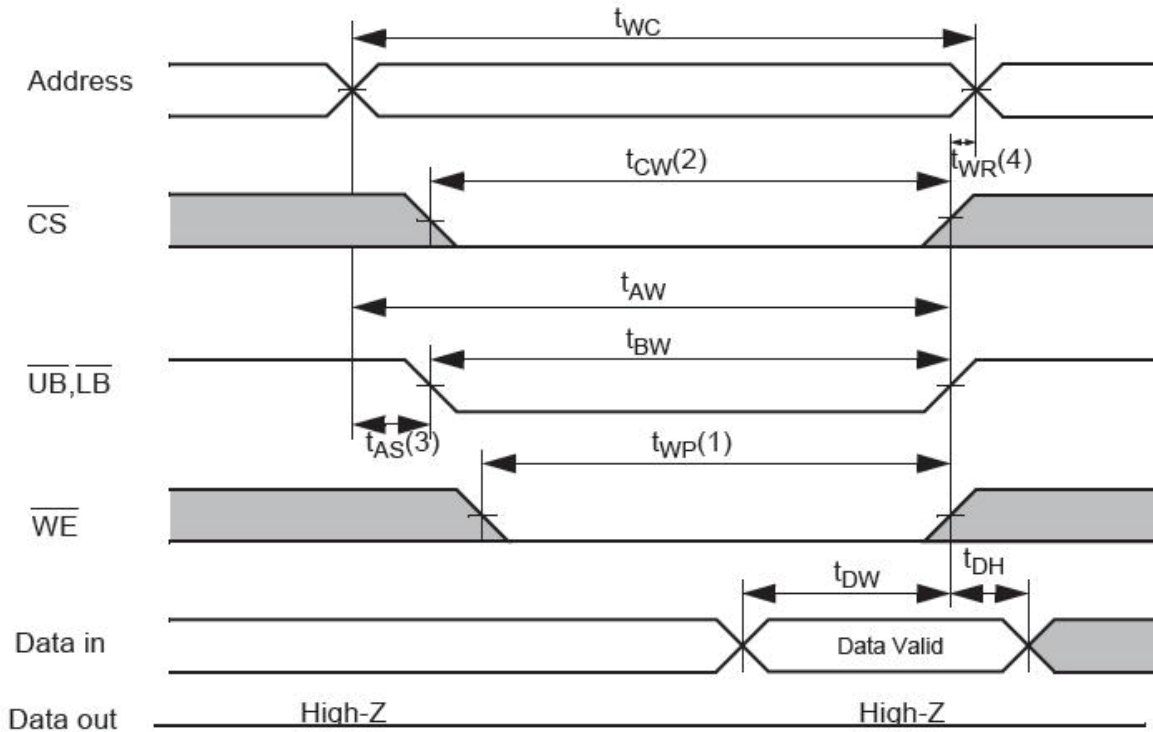 tWC
Address
tCW(2)
tWR(4)
CS
tAW
tBW
UB,LB
tAS(3)
tWP(1)
WE
tDW
tDH
Data in
Data Valid
Data out
High-Z
High-Z